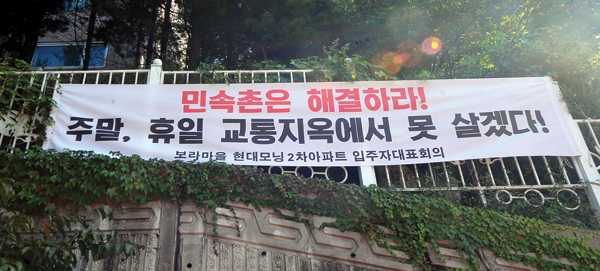 민속촌은 해결하라!
주말, 휴일 교통지옥에서 못 살겠다!
보라마을 현대모닝 2차아파트 입주자대표회의